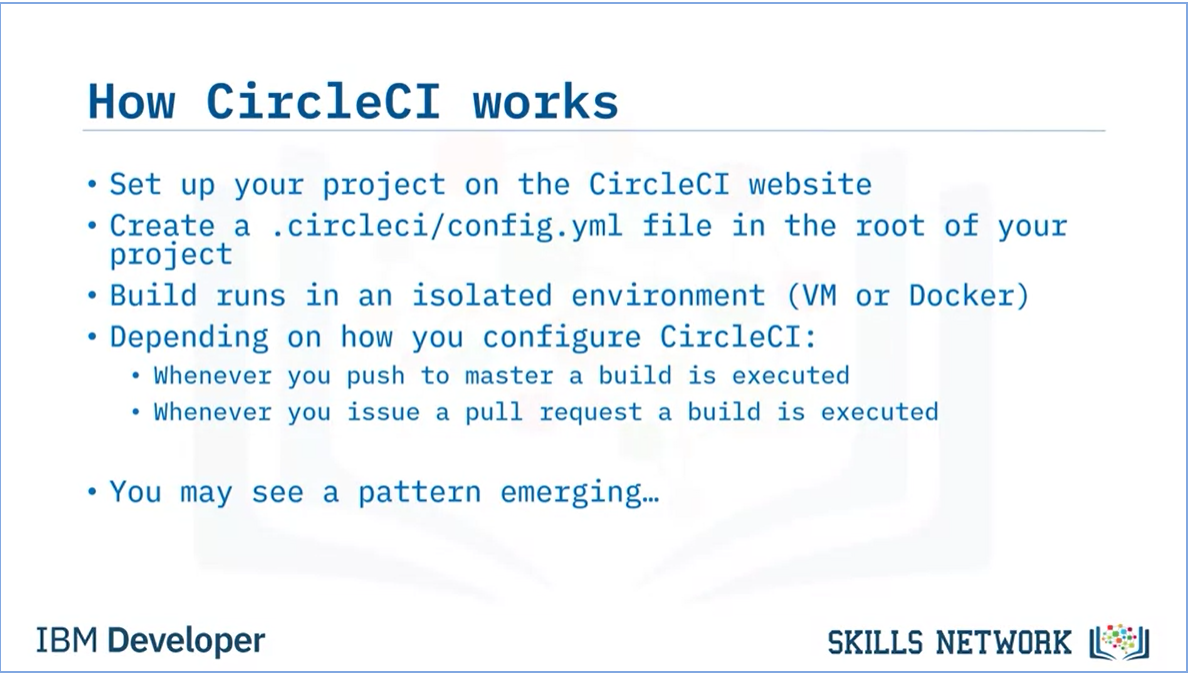 How CircleCI works
• Set up your project on the CircleCI website
• Create a .circleci/config.yml file in the root of your
project
• Build runs in an isolated environment (VM or Docker)
• Depending on how you configure CircleCI:
• Whenever you push to master a build is executed
• Whenever you issue a pull request a build is executed
• You may see a pattern emerging…
IBM Developer
SKILLS NETWORK